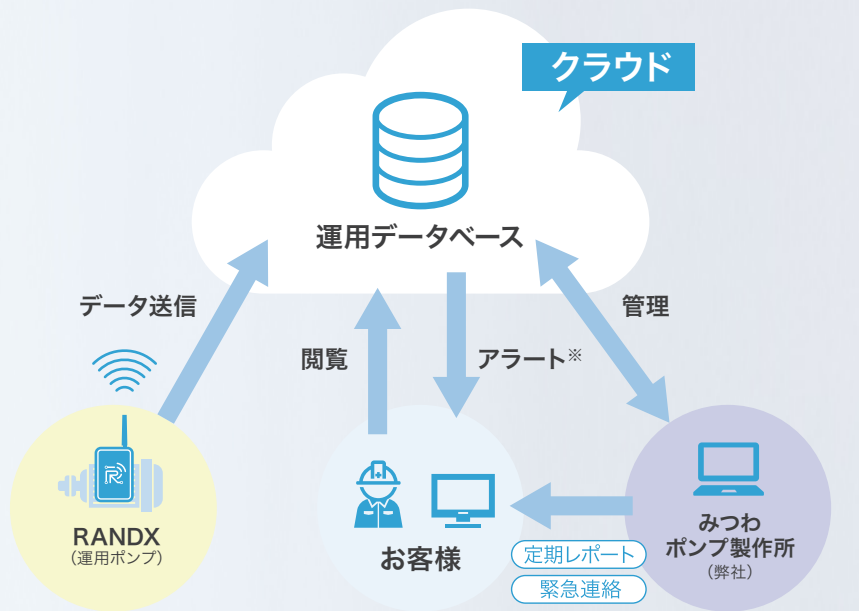 クラウド
運用データベース
データ送信
管理
閲覧
アラート※
R
RANDX
(運用ポンプ)
お客様
みつわ
ポンプ製作所
(弊社)
定期レポート
緊急連絡